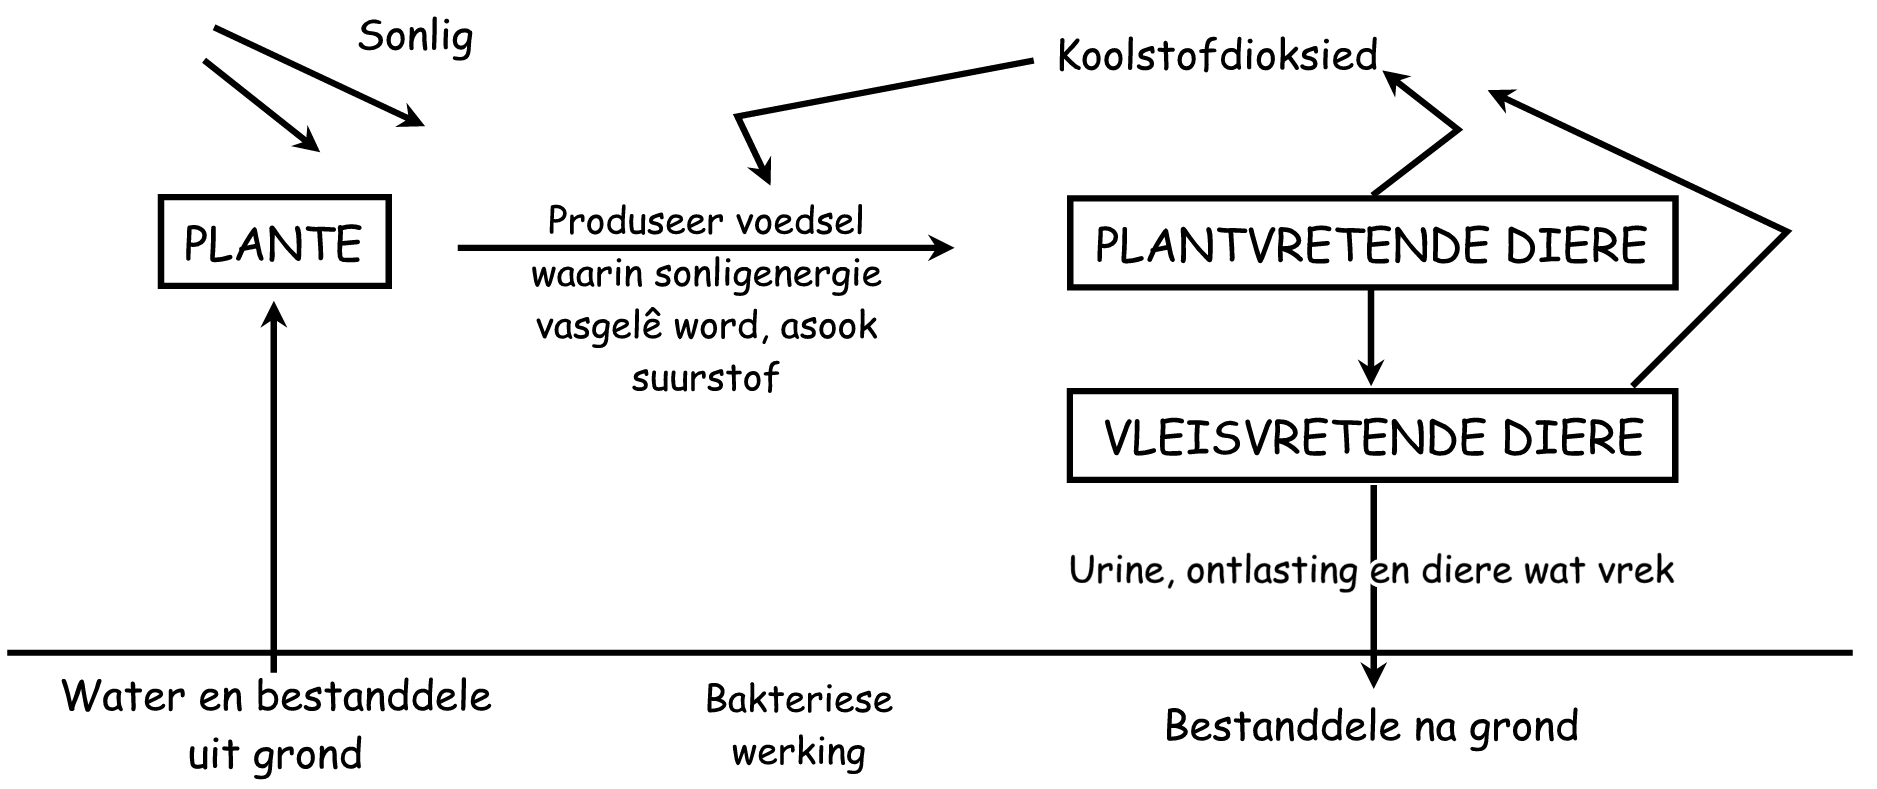 Sonlig
Koolstofdioksied
PLANTE
Produseer voedsel
waarin sonligenergie
vasgelê word, asook
suurstof
PLANTVRETENDE DIERE
VLEISVRETENDE DIERE
Urine, ontlasting en diere wat vrek
Water en bestanddele
uit grond
Bakteriese
werking
Bestanddele na grond